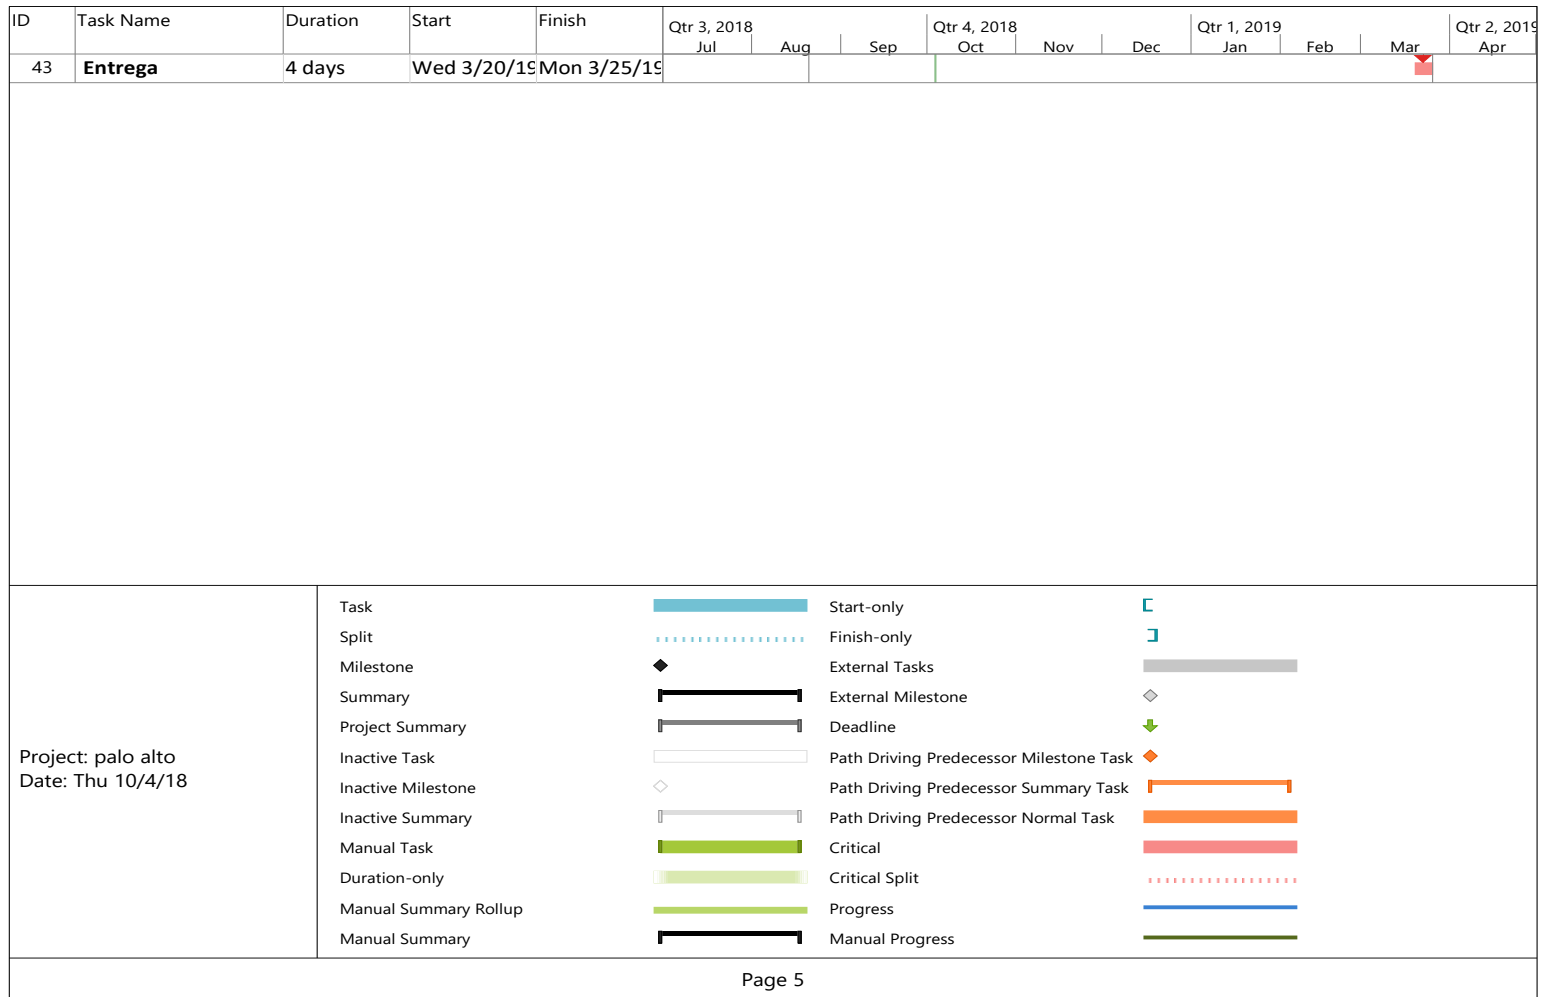 ID Task Name Duration Start Finish
Qtr 3, 2018 Qtr 4, 2018 Qtr 1, 2019 Qtr 2, 2019
Jul Aug Sep Oct Nov Dec Jan Feb Mar Apr
43 Entrega 4 days Wed 3/20/19 Mon 3/25/19
Project: palo alto
Date: Thu 10/4/18
Task
Split
Milestone
Summary
Project Summary
Inactive Task
Inactive Milestone
Inactive Summary
Manual Task
Duration-only
Manual Summary Rollup
Manual Summary
Start-only
Finish-only
External Tasks
External Milestone
Deadline
Path Driving Predecessor Milestone Task
Path Driving Predecessor Summary Task
Path Driving Predecessor Normal Task
Critical
Critical Split
Progress
Manual Progress
Page 5